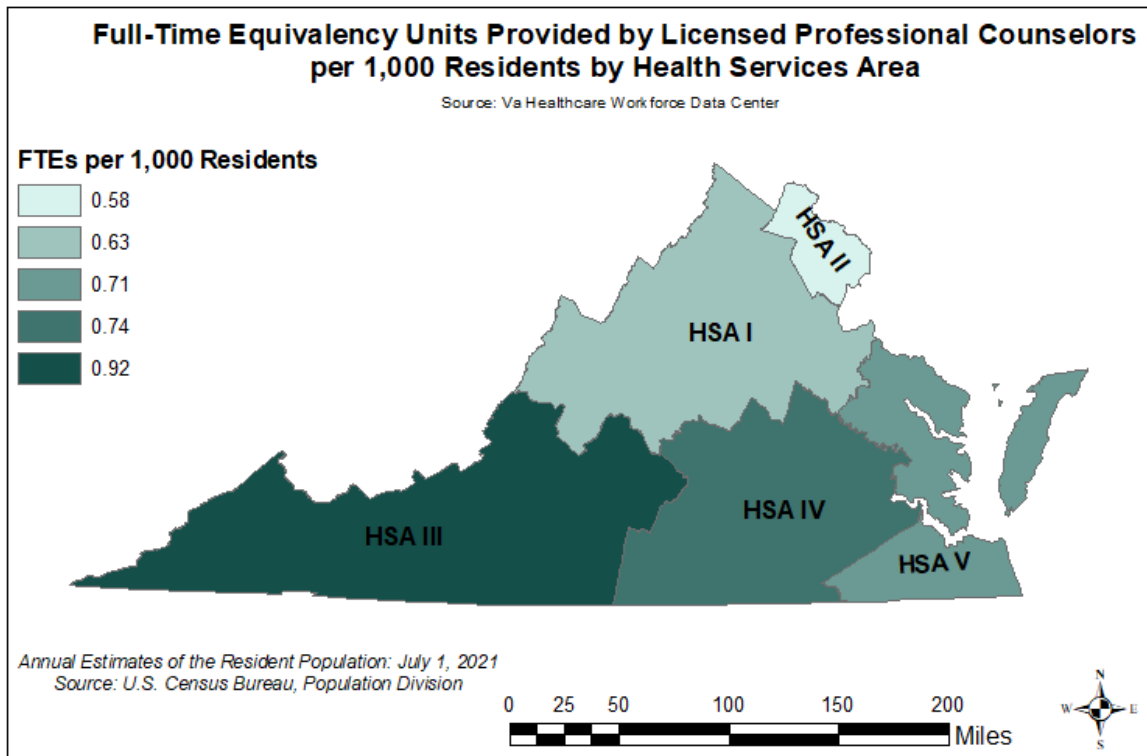 Full-Time Equivalency Units Provided by Licensed Professional Counselors
per 1,000 Residents by Health Services Area
Source: Va Healthcare Workforce Data Center
FTEs per 1,000 Residents
0.58
0.63
0.71
0.74
0.92
HSA II
HSA I
HSA III
HSA IV
HSA V
Annual Estimates of the Resident Population: July 1, 2021
Source: U.S. Census Bureau, Population Division
0 25 50 100 150 200
Miles
N
W E
S